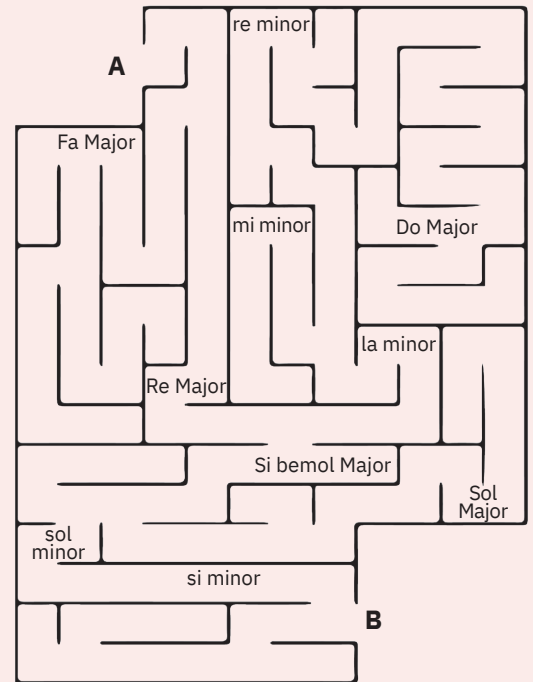 re minor
A
Fa Major
mi minor
Do Major
la minor
Re Major
Si bemol Major
Sol
Major
sol
minor
si minor
B